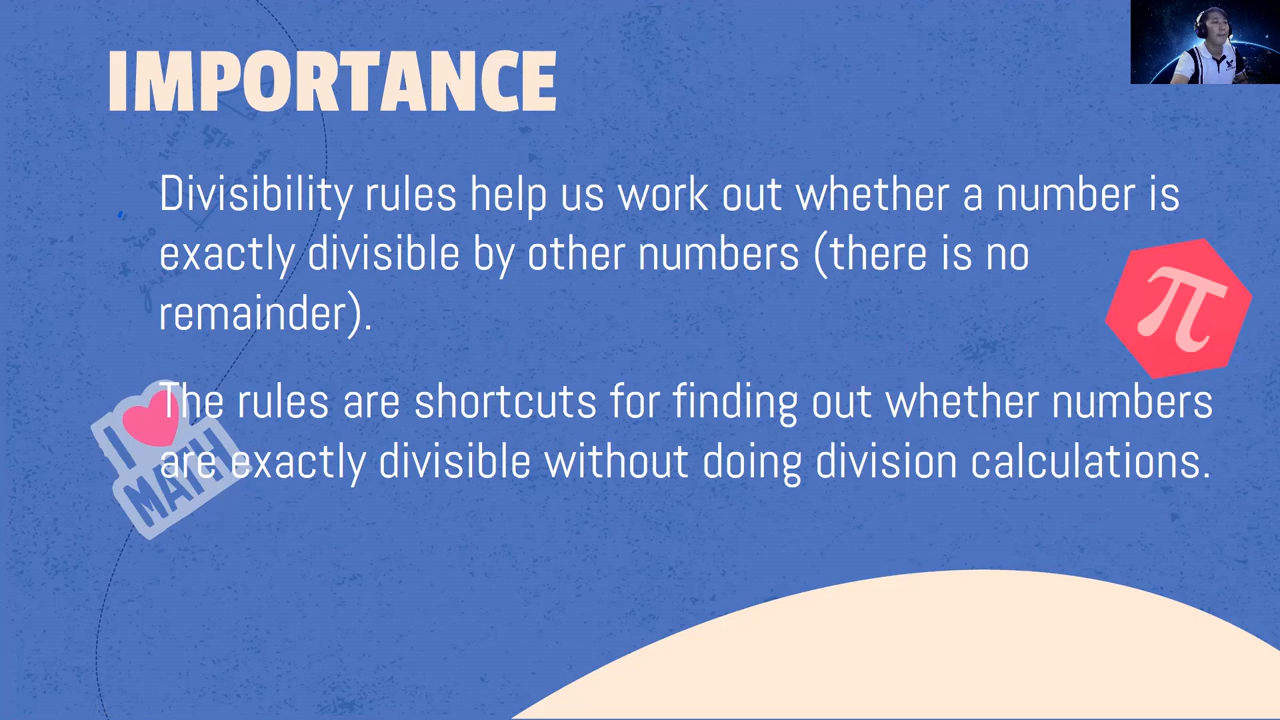 IMPORTANCE
Divisibility rules help us work out whether a number is
exactly divisible by other numbers (there is no
remainder).
π
The rules are shortcuts for finding out whether numbers
are exactly divisible without doing division calculations.
I
MATH